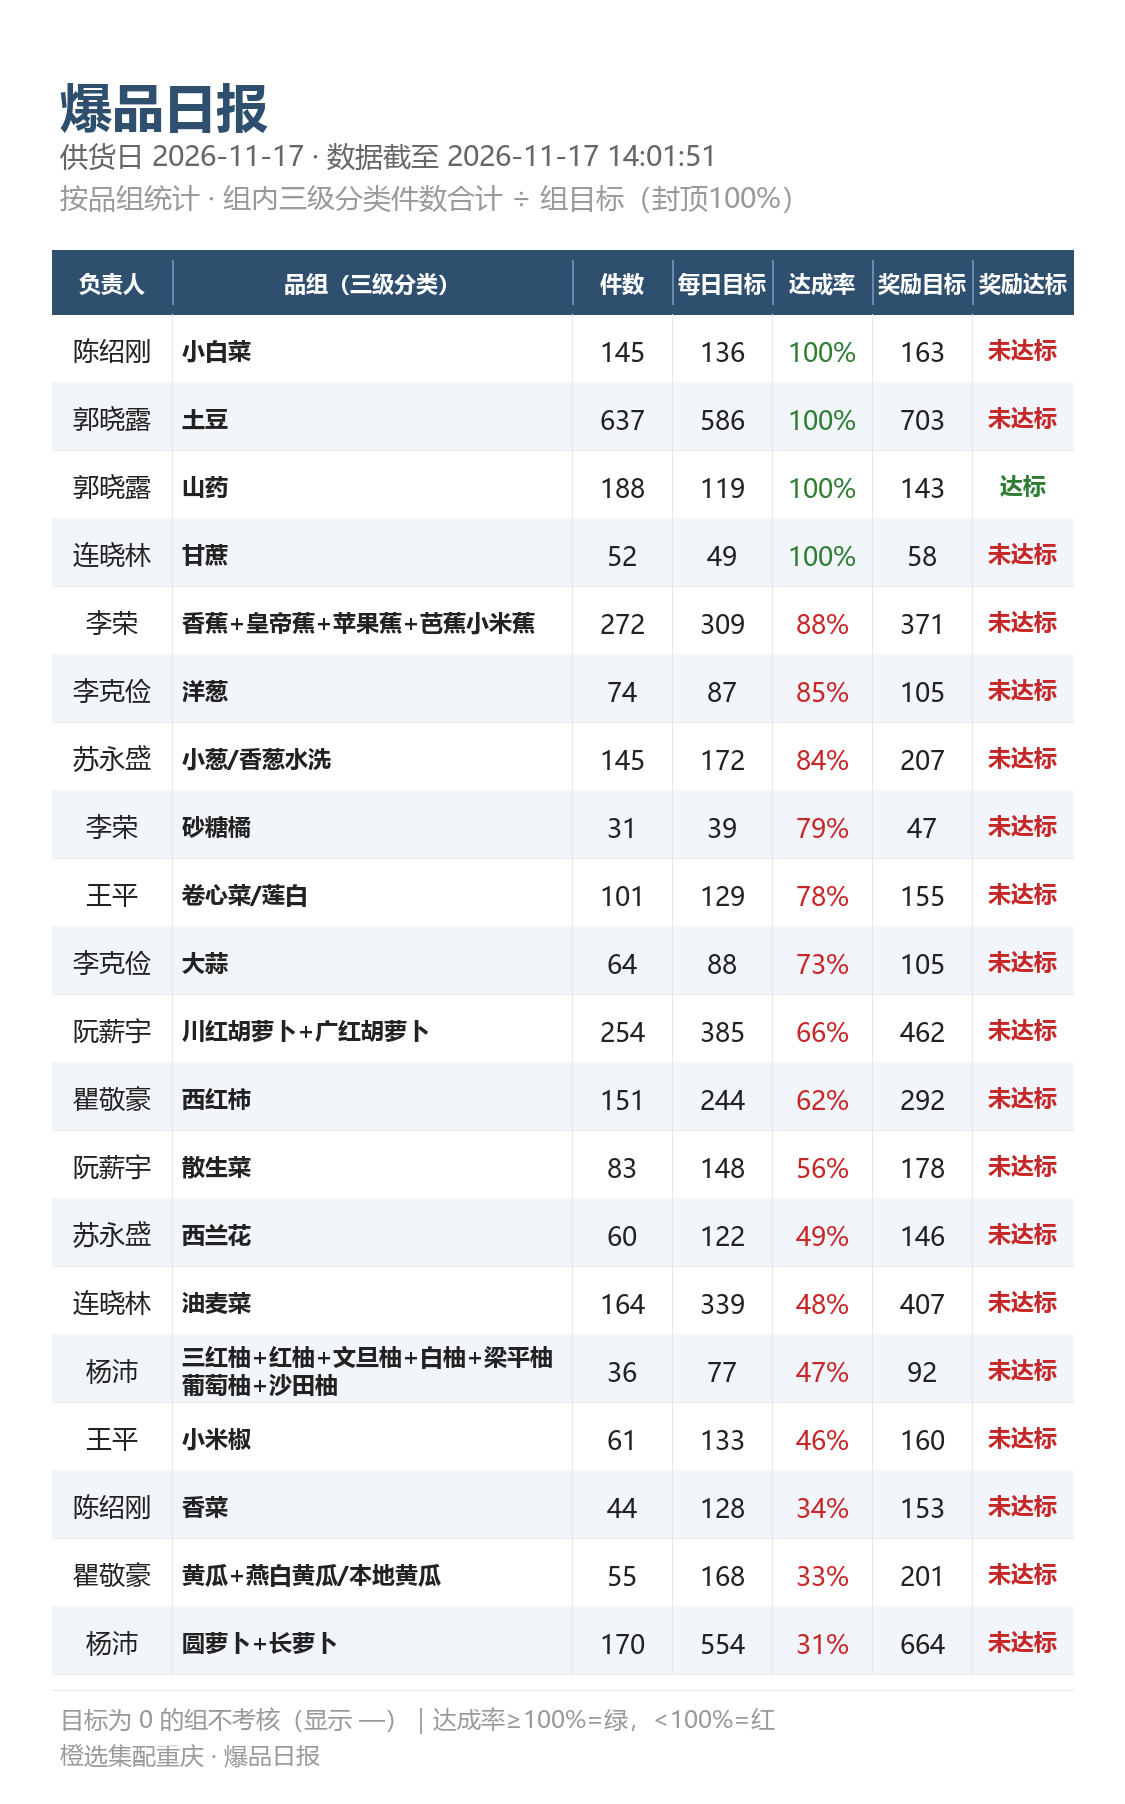 爆品日报
供货日 2026-11-17 · 数据截至 2026-11-17 14:01:51
按品组统计 · 组内三级分类件数合计 ÷ 组目标（封顶100%）
负责人 品组（三级分类） 件数 每日目标 达成率 奖励目标 奖励达标
陈绍刚 小白菜 145 136 100% 163 未达标
郭晓露 土豆 637 586 100% 703 未达标
郭晓露 山药 188 119 100% 143 达标
连晓林 甘蔗 52 49 100% 58 未达标
李荣 香蕉+皇帝蕉+苹果蕉+芭蕉小米蕉 272 309 88% 371 未达标
李克俭 洋葱 74 87 85% 105 未达标
苏永盛 小葱/香葱水洗 145 172 84% 207 未达标
李荣 砂糖橘 31 39 79% 47 未达标
王平 卷心菜/莲白 101 129 78% 155 未达标
李克俭 大蒜 64 88 73% 105 未达标
阮薪宇 川红胡萝卜+广红胡萝卜 254 385 66% 462 未达标
瞿敬豪 西红柿 151 244 62% 292 未达标
阮薪宇 散生菜 83 148 56% 178 未达标
苏永盛 西兰花 60 122 49% 146 未达标
连晓林 油麦菜 164 339 48% 407 未达标
杨沛 三红柚+红柚+文旦柚+白柚+梁平柚 36 77 47% 92 未达标
葡萄柚+沙田柚
王平 小米椒 61 133 46% 160 未达标
陈绍刚 香菜 44 128 34% 153 未达标
瞿敬豪 黄瓜+燕白黄瓜/本地黄瓜 55 168 33% 201 未达标
杨沛 圆萝卜+长萝卜 170 554 31% 664 未达标
目标为 0 的组不考核（显示 —）｜达成率≥100%=绿，<100%=红
橙选集配重庆 · 爆品日报